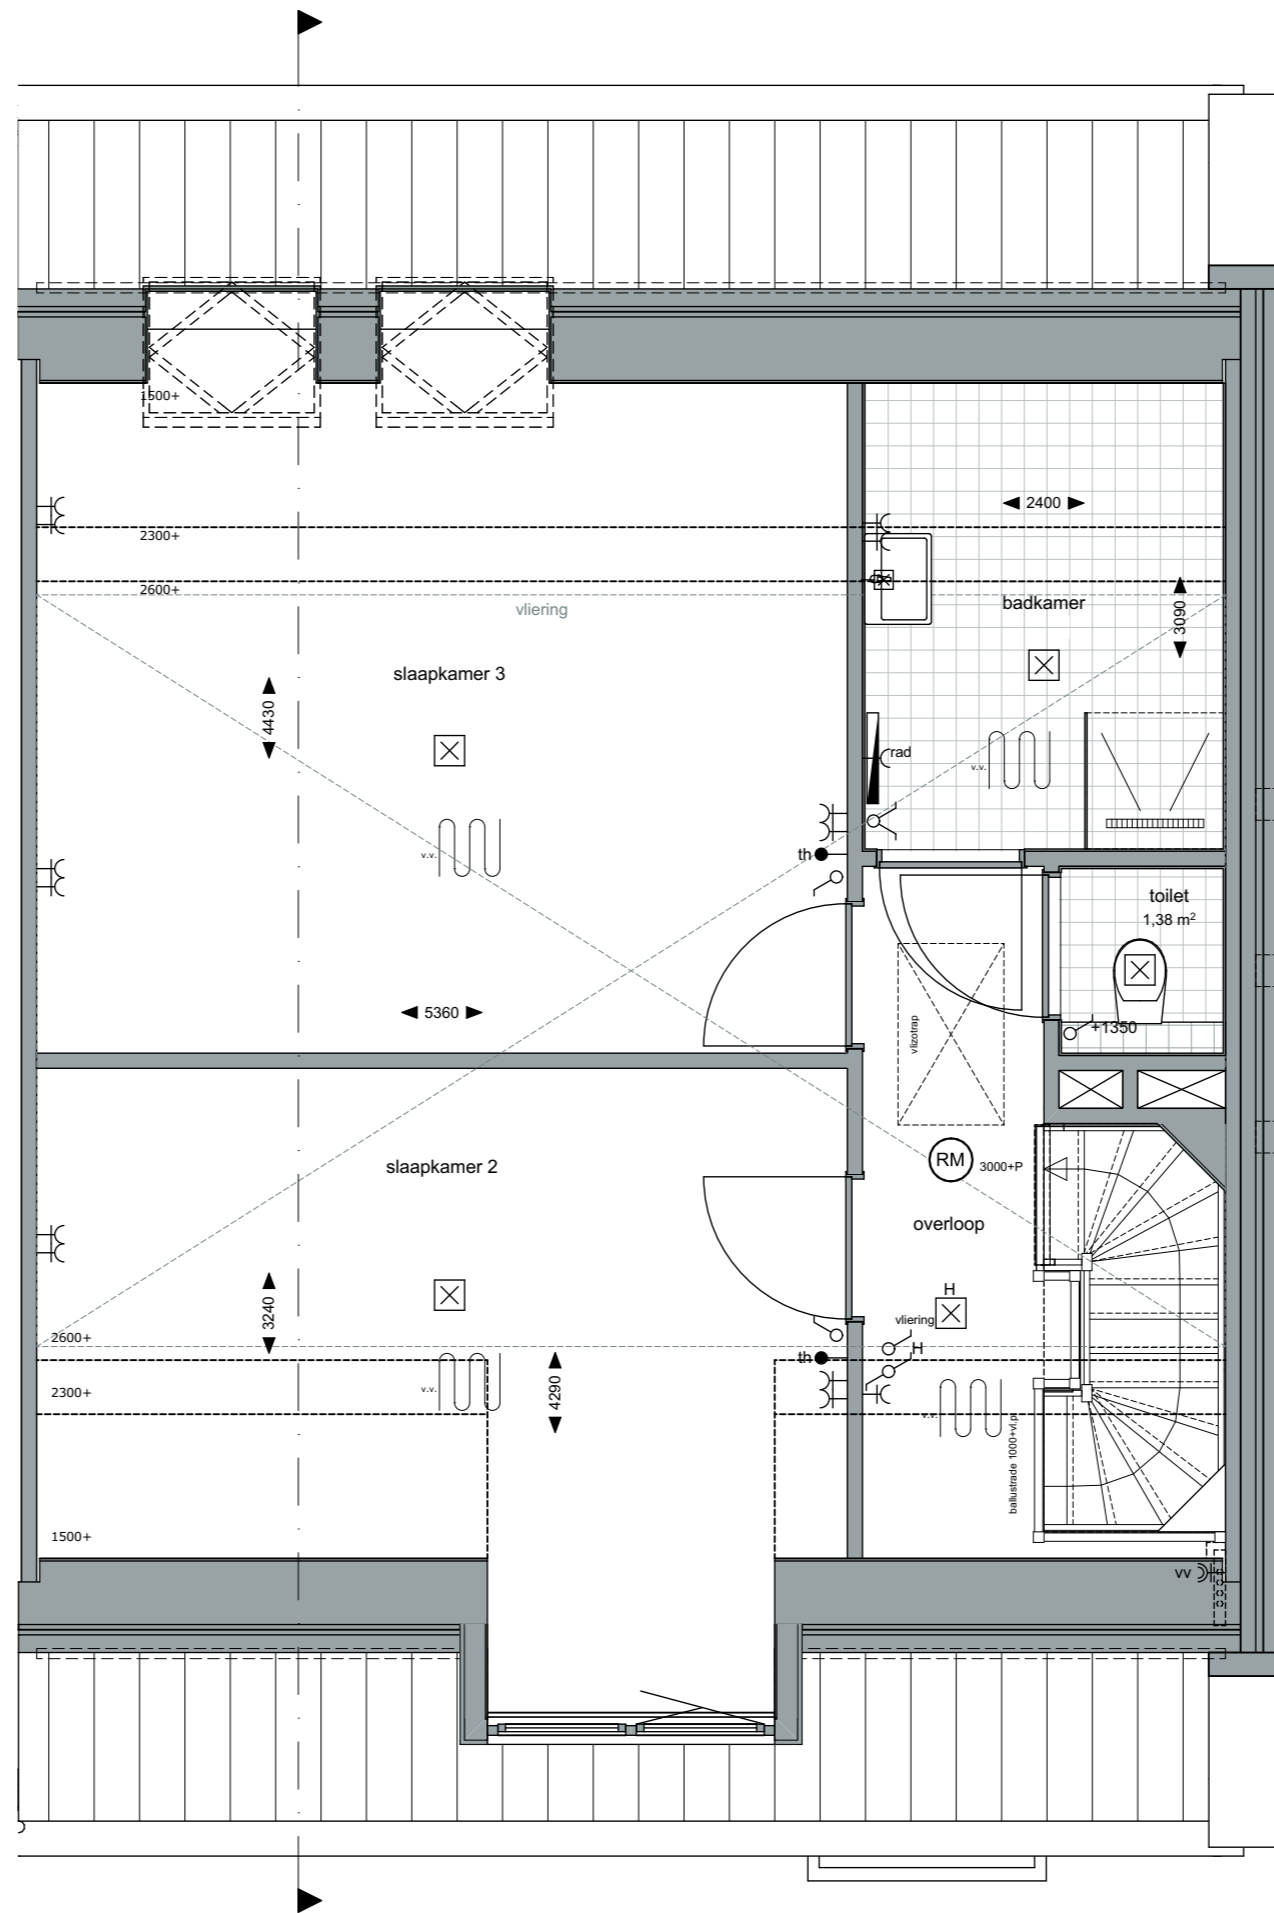 1500+
2400
2300+
2600+
vliering
badkamer
3090
slaapkamer 3
4430
rad
v.v.
v.v.
th
toilet
1,38 m²
5360
vlizotrap
+1350
slaapkamer 2
RM
3000+P
overloop
3240
H
vliering
2600+
H
th
2300+
4290
v.v.
v.v.
ballustrade 1000+vl.p.
1500+
vv